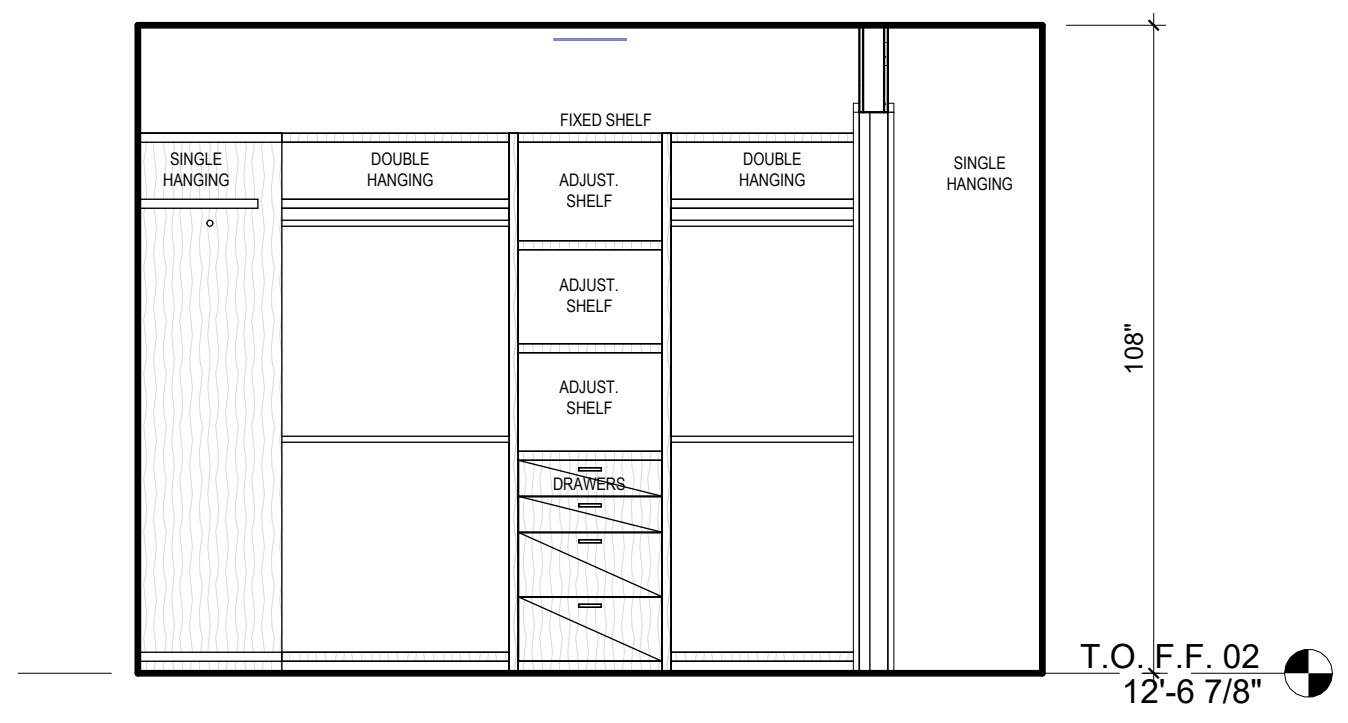 FIXED SHELF
SINGLE
HANGING
DOUBLE
HANGING
ADJUST.
SHELF
DOUBLE
HANGING
SINGLE
HANGING
ADJUST.
SHELF
108"
ADJUST.
SHELF
DRAWERS
T.O. F.F. 02
12'-6 7/8"